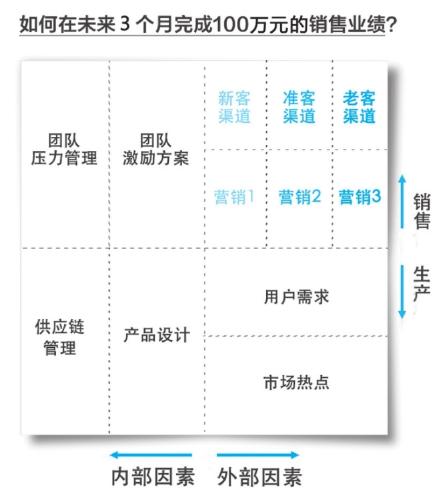 如何在未来 3 个月完成100万元的销售业绩?
新客
渠道
准客
渠道
老客
渠道
团队
压力管理
团队
激励方案
营销1
营销2
营销3
销售
生产
用户需求
供应链
管理
产品设计
市场热点
内部因素
外部因素